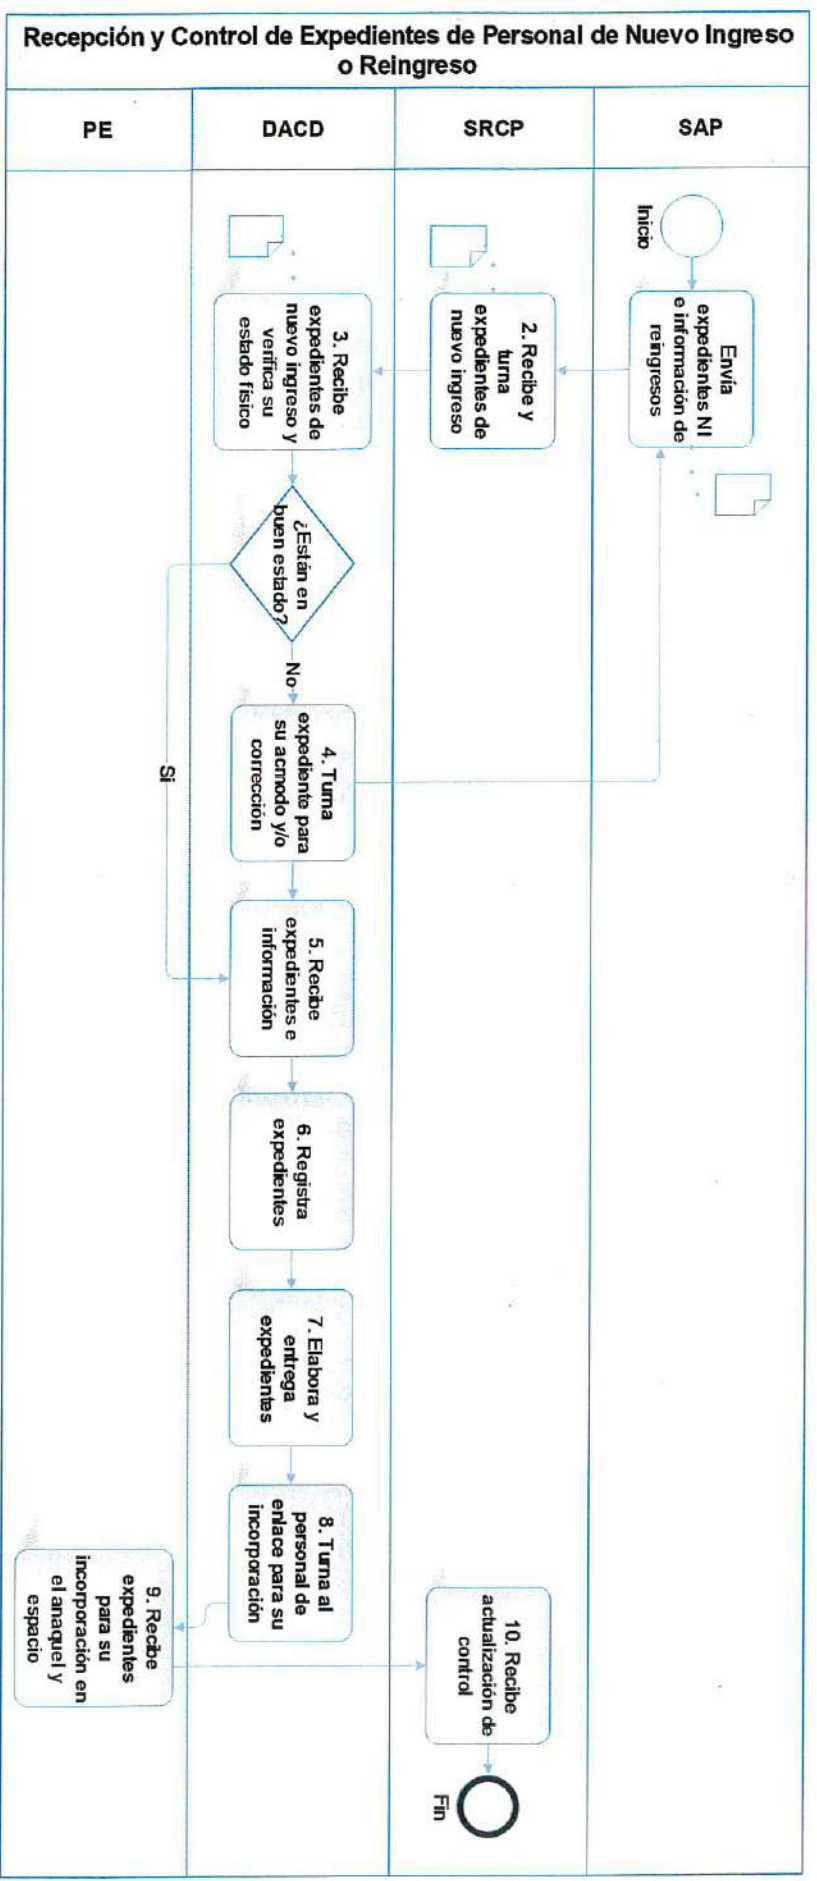 Recepción y Control de Expedientes de Personal de Nuevo Ingreso
o Reingreso
PE
DACD
SRCP
SAP
Inicio
Envía
expedientes NI
e información de
reingresos
2. Recibe y
turna
expedientes de
nuevo ingreso
3. Recibe
expedientes de
nuevo ingreso y
verifica su
estado físico
¿Están en
buen estado?
No
Si
4. Turna
expediente para
su acmodo y/o
corrección
5. Recibe
expedientes e
información
6. Registra
expedientes
7. Elabora y
entrega
expedientes
8. Turna al
personal de
enlace para su
incorporación
9. Recibe
expedientes
para su
incorporación en
el anaquel y
espacio
10. Recibe
actualización de
control
Fin